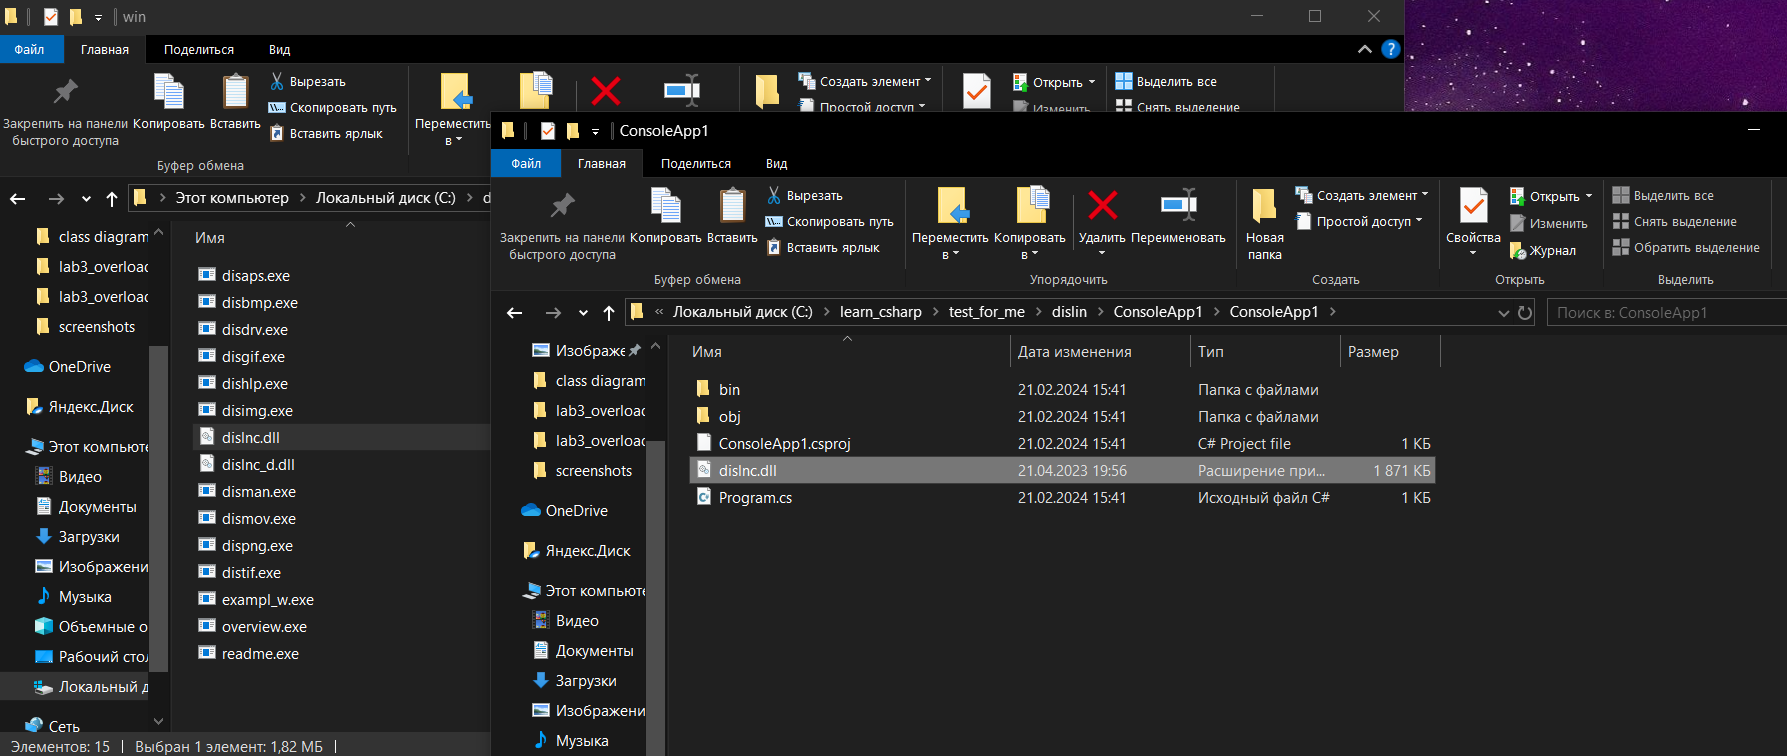 win
Файл Главная Поделиться Вид
Закрепить на панели быстрого доступа
Копировать
Вставить
Вырезать
Скопировать путь
Вставить ярлык
Буфер обмена
Переместить в
Создать элемент
Простой доступ
Открыть
Изменить
Выделить все
Снять выделение
Этот компьютер Локальный диск (C:) d
class diagram
lab3_overload
lab3_overload
screenshots
OneDrive
Яндекс.Диск
Этот компьюте
Видео
Документы
Загрузки
Изображени
Музыка
Объемные о
Рабочий стол
Локальный д
Сеть
Имя
disaps.exe
disbmp.exe
disdrv.exe
disgif.exe
dishlp.exe
disimg.exe
dislnc.dll
dislnc_d.dll
disman.exe
dismov.exe
dispng.exe
distif.exe
exampl_w.exe
overview.exe
readme.exe
Элементов: 15 Выбран 1 элемент: 1,82 МБ
ConsoleApp1
Файл Главная Поделиться Вид
Закрепить на панели быстрого доступа
Копировать
Вставить
Вырезать
Скопировать путь
Вставить ярлык
Буфер обмена
Переместить в
Копировать в
Удалить
Переименовать
Упорядочить
Новая папка
Создать элемент
Простой доступ
Создать
Свойства
Открыть
Изменить
Журнал
Открыть
Выделить все
Снять выделение
Обратить выделение
Выделить
« Локальный диск (C:) learn_csharp test_for_me dislin ConsoleApp1 ConsoleApp1
Поиск в: ConsoleApp1
Изображе
class diagram
lab3_overload
lab3_overload
screenshots
OneDrive
Яндекс.Диск
Этот компьюте
Видео
Документы
Загрузки
Изображени
Музыка
Имя Дата изменения Тип Размер
bin 21.02.2024 15:41 Папка с файлами
obj 21.02.2024 15:41 Папка с файлами
ConsoleApp1.csproj 21.02.2024 15:41 C# Project file 1 КБ
dislnc.dll 21.04.2023 19:56 Расширение при... 1 871 КБ
Program.cs 21.02.2024 15:41 Исходный файл C# 1 КБ